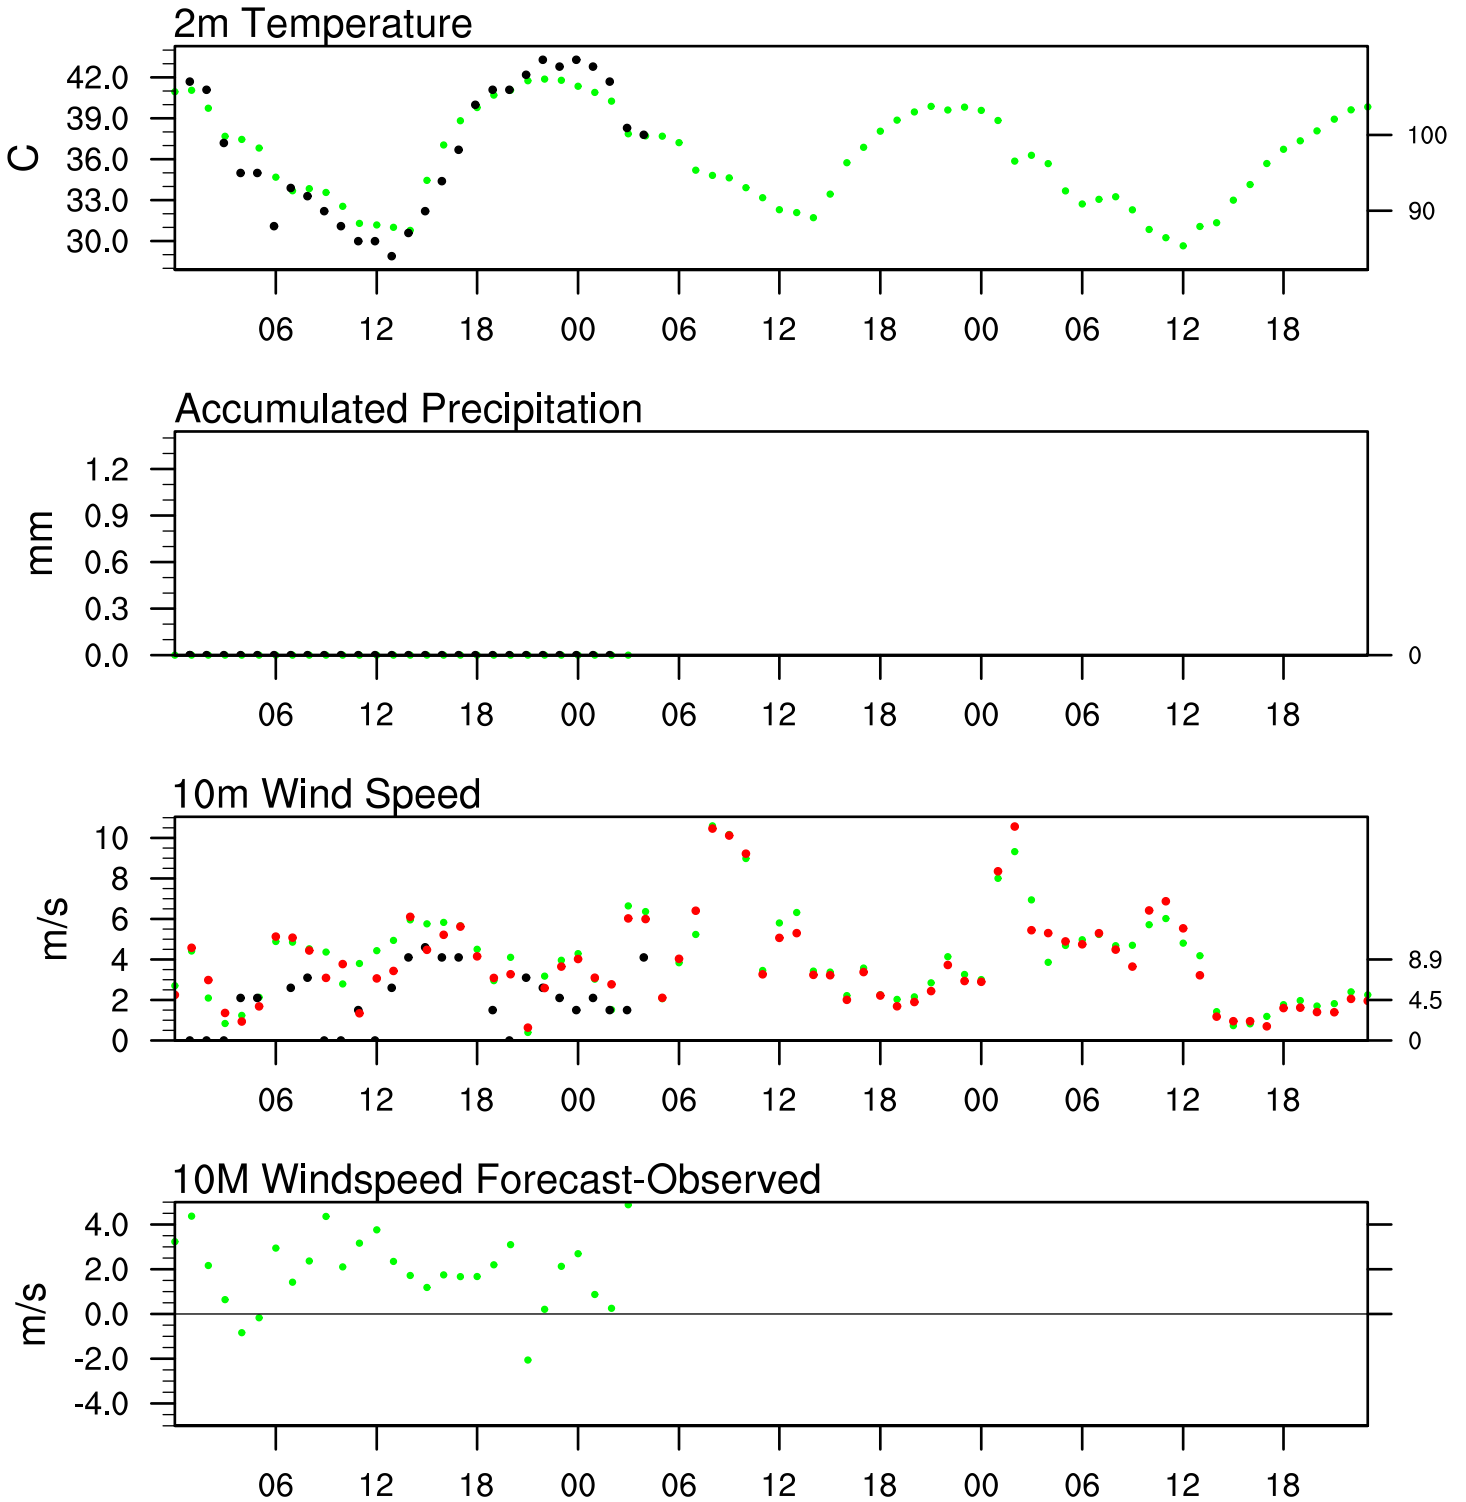 2m Temperature
C
42.0
39.0
36.0
33.0
30.0
100
90
06 12 18 00 06 12 18 00 06 12 18
Accumulated Precipitation
mm
1.2
0.9
0.6
0.3
0.0
0
06 12 18 00 06 12 18 00 06 12 18
10m Wind Speed
m/s
10
8
6
4
2
0
8.9
4.5
0
06 12 18 00 06 12 18 00 06 12 18
10M Windspeed Forecast-Observed
m/s
4.0
2.0
0.0
-2.0
-4.0
06 12 18 00 06 12 18 00 06 12 18